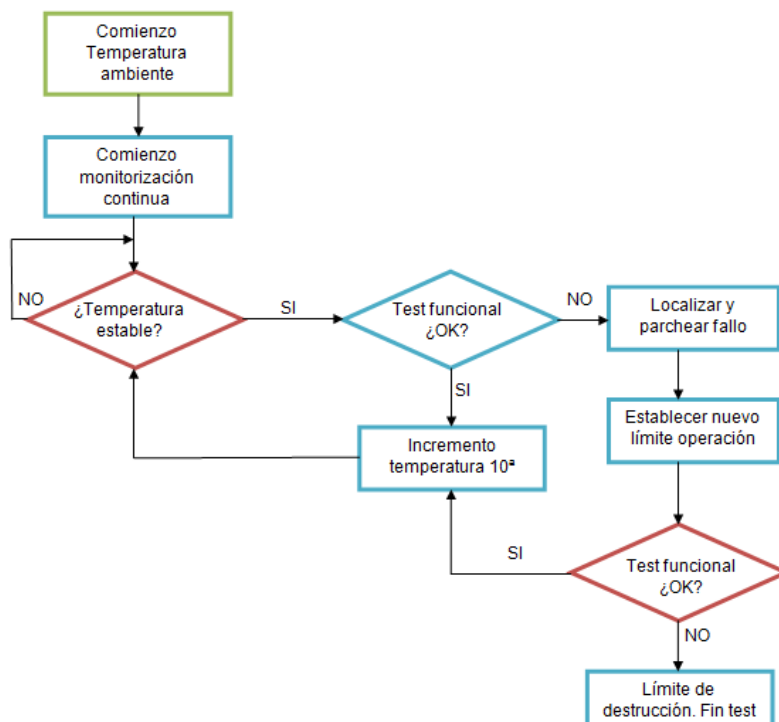 Comienzo
Temperatura
ambiente
Comienzo
monitorización
continua
NO
¿Temperatura
estable?
SI
Test funcional
¿OK?
NO
Localizar y
parchear fallo
SI
Establecer nuevo
límite operación
Incremento
temperatura 10ª
SI
Test funcional
¿OK?
NO
Límite de
destrucción. Fin test